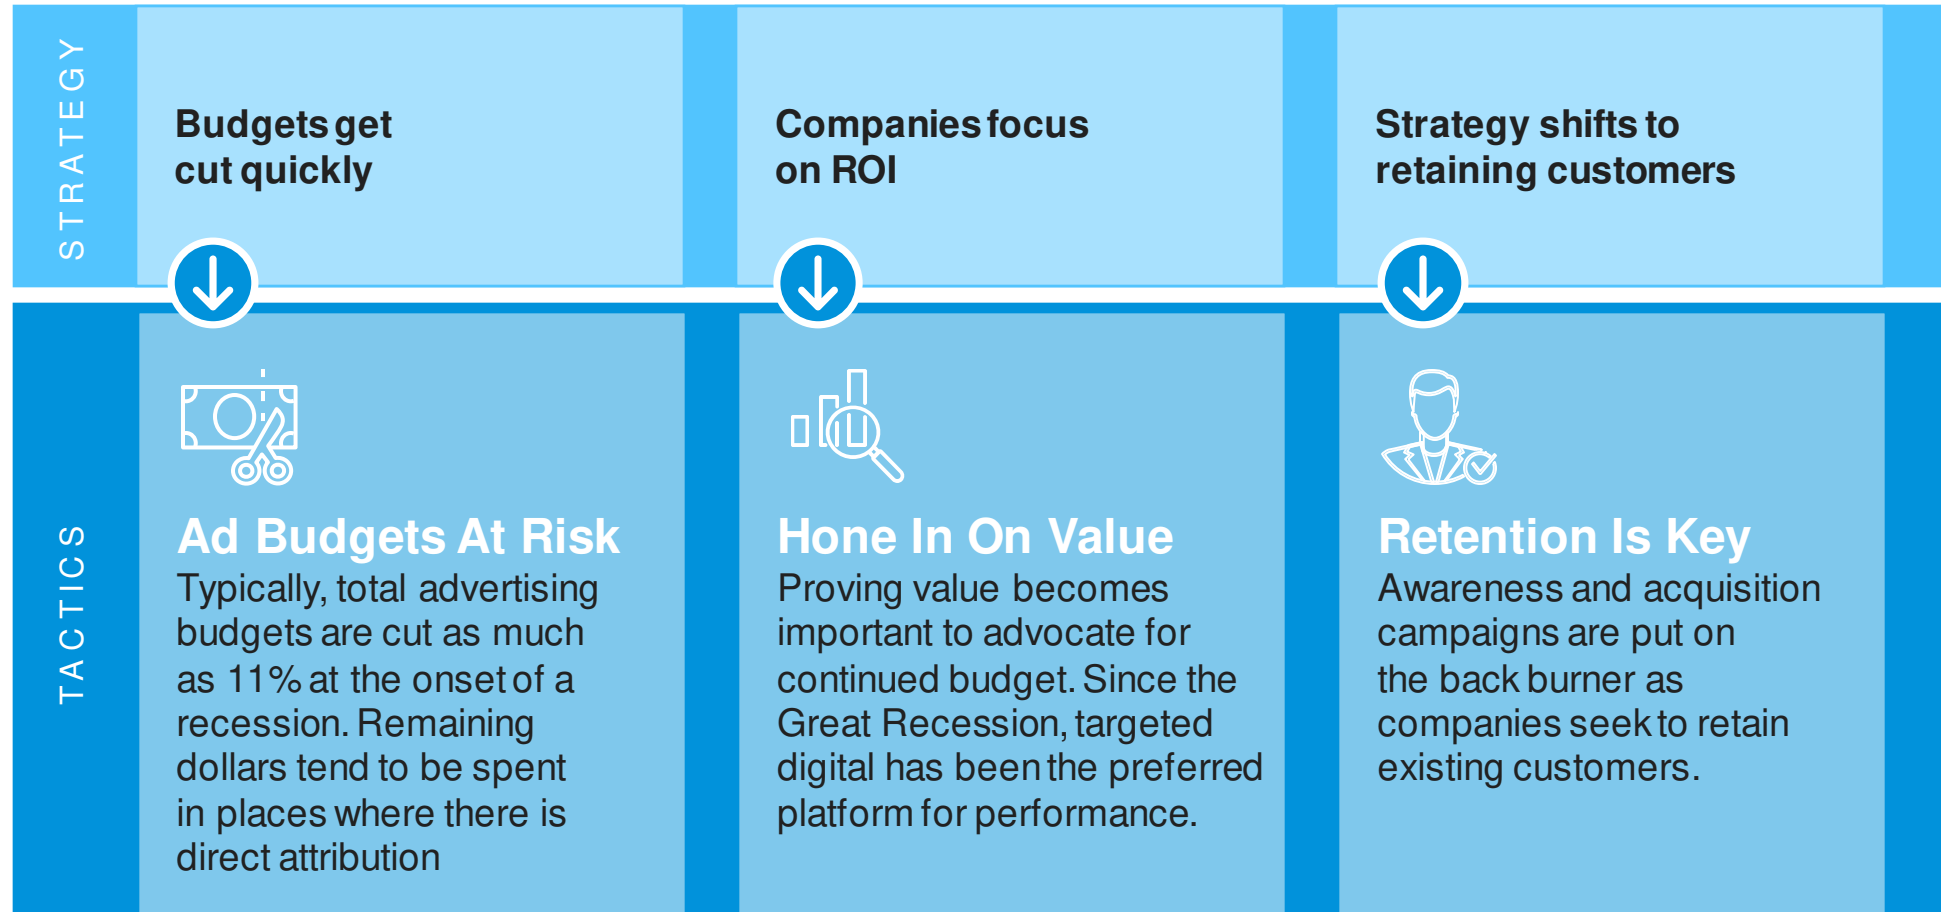 STRATEGY
Budgets get
cut quickly
Companies focus
on ROI
Strategy shifts to
retaining customers
TACTICS
Ad Budgets At Risk
Typically, total advertising
budgets are cut as much
as 11% at the onset of a
recession. Remaining
dollars tend to be spent
in places where there is
direct attribution
Hone In On Value
Proving value becomes
important to advocate for
continued budget. Since the
Great Recession, targeted
digital has been the preferred
platform for performance.
Retention Is Key
Awareness and acquisition
campaigns are put on
the back burner as
companies seek to retain
existing customers.